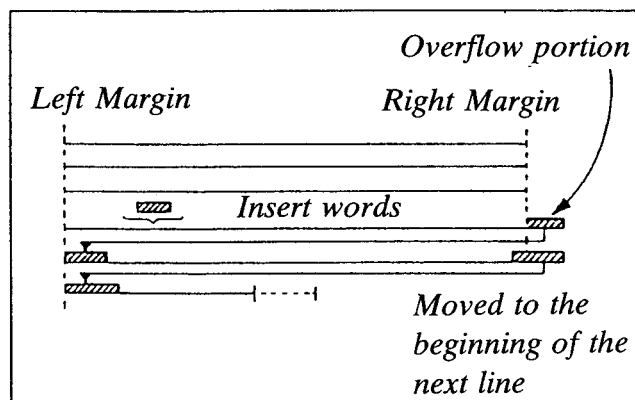 Overflow portion
Left Margin
Right Margin
Insert words
Moved to the
beginning of the
next line